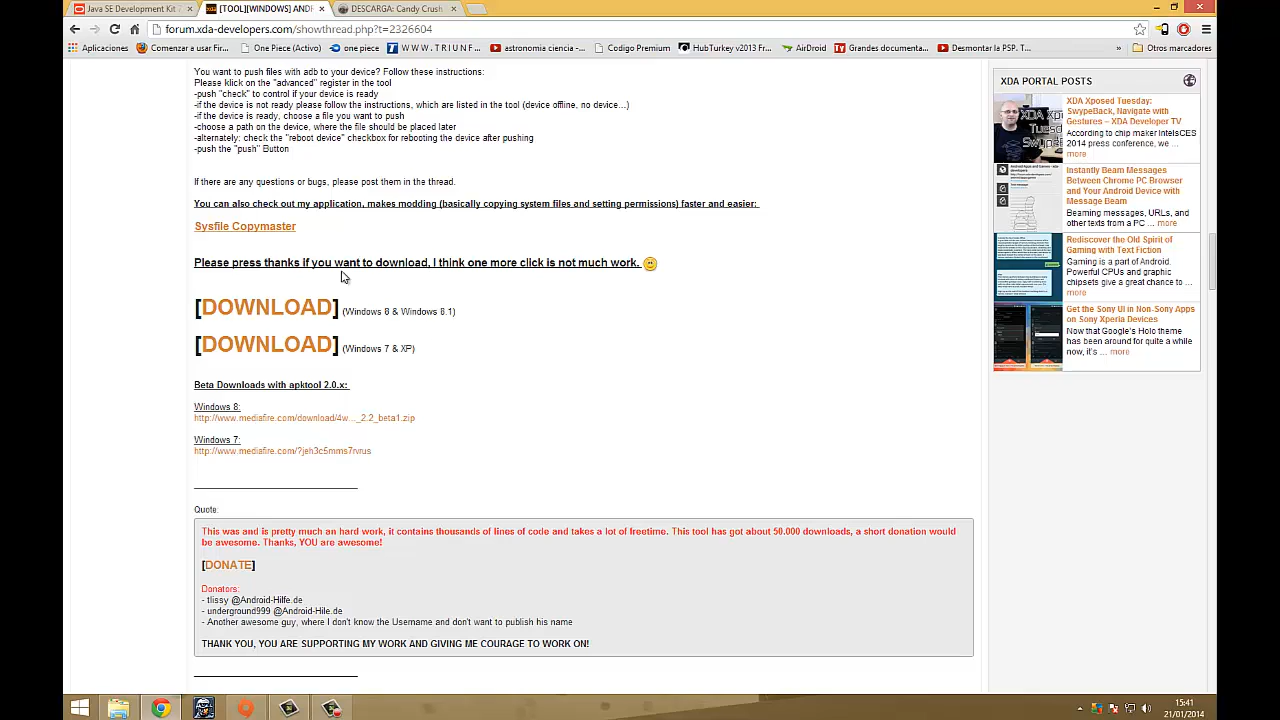 Java SE Development Kit
[TOOL][WINDOWS] AND
DESCARGA: Candy Crush
forum.xda-developers.com/showthread.php?t=2326604
Aplicaciones
Comenzar a usar Fir...
One Piece (Activo)
one piece
W W W . T R I U N F ...
astronomia ciencia -...
Codigo Premium
HubTurkey v2013 Fr...
AirDroid
Grandes documenta...
Desmontar la PSP. T...
»
Otros marcadores
You want to push files with adb to your device? Follow these instructions:
Please klick on the "advanced" register in the tool
-push "check" to control if your device is ready
-if the device is not ready please follow the instructions, which are listed in the tool (device offline, no device...)
-if the device is ready, choose a file you want to push
-choose a path on the device, where the file should be placed later
-alternately: check the "reboot device" checkbox for rebooting the device after pushing
-push the "push" Button
If there are any questions or bugs please post them in the thread.
You can also check out my application, makes modding (basically copying system files and setting permissions) faster and easier:
Sysfile Copymaster
Please press thanks if you want to download, I think one more click is not much work.
[DOWNLOAD] (Windows 8 & Windows 8.1)
[DOWNLOAD] (Windows 7 & XP)
Beta Downloads with apktool 2.0.x:
Windows 8:
http://www.mediafire.com/download/4w..._2.2_beta1.zip
Windows 7:
http://www.mediafire.com/?jeh3c5mms7rvrus
Quote:
This was and is pretty much an hard work, it contains thousands of lines of code and takes a lot of freetime. This tool has got about 50.000 downloads, a short donation would
be awesome. Thanks, YOU are awesome!
[DONATE]
Donators:
- tlissy @Android-Hilfe.de
- underground999 @Android-Hile.de
- Another awesome guy, where I don't know the Username and don't want to publish his name
THANK YOU, YOU ARE SUPPORTING MY WORK AND GIVING ME COURAGE TO WORK ON!
XDA PORTAL POSTS
XDA Xposed Tuesday:
SwypeBack, Navigate with
Gestures – XDA Developer TV
According to chip maker IntelsCES
2014 press conference, we ...
more
Instantly Beam Messages
Between Chrome PC Browser
and Your Android Device with
Message Beam
Beaming messages, URLs, and
other texts from a PC ... more
Rediscover the Old Spirit of
Gaming with Text Fiction
Gaming is a part of Android.
Powerful CPUs and graphic
chipsets give a great chance...
more
Get the Sony UI in Non-Sony Apps
on Sony Xperia Devices
Now that Google's Holo theme
has been around for quite a while
now, it's ... more
15:41
21/01/2014